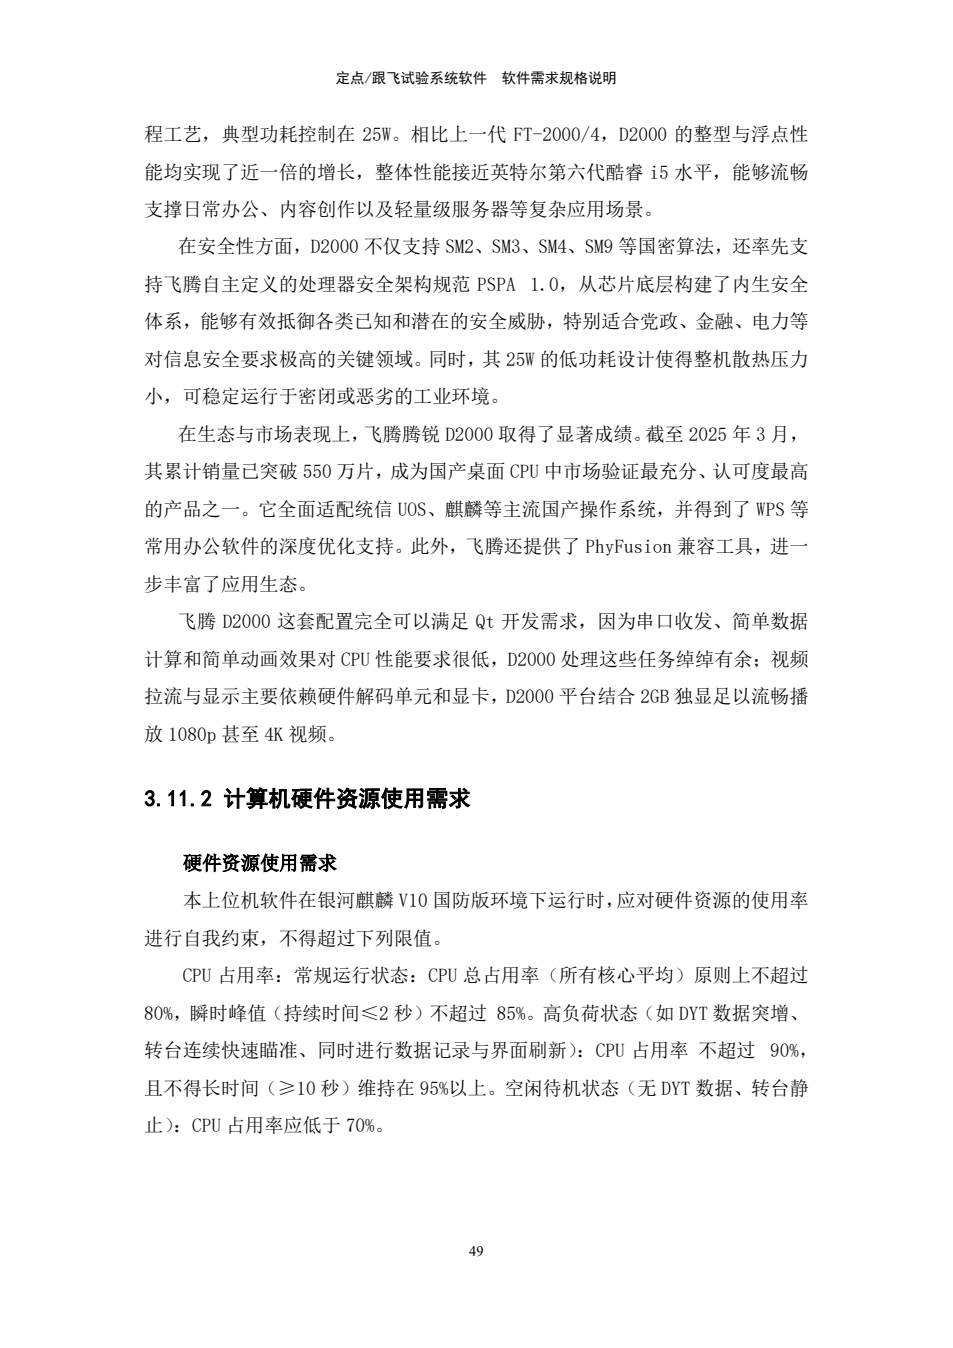 定点/跟飞试验系统软件　软件需求规格说明
程工艺，典型功耗控制在 25W。相比上一代 FT-2000/4，D2000 的整型与浮点性
能均实现了近一倍的增长，整体性能接近英特尔第六代酷睿 i5 水平，能够流畅
支撑日常办公、内容创作以及轻量级服务器等复杂应用场景。
在安全性方面，D2000 不仅支持 SM2、SM3、SM4、SM9 等国密算法，还率先支
持飞腾自主定义的处理器安全架构规范 PSPA 1.0，从芯片底层构建了内生安全
体系，能够有效抵御各类已知和潜在的安全威胁，特别适合党政、金融、电力等
对信息安全要求极高的关键领域。同时，其 25W 的低功耗设计使得整机散热压力
小，可稳定运行于密闭或恶劣的工业环境。
在生态与市场表现上，飞腾腾锐 D2000 取得了显著成绩。截至 2025 年 3 月，
其累计销量已突破 550 万片，成为国产桌面 CPU 中市场验证最充分、认可度最高
的产品之一。它全面适配统信 UOS、麒麟等主流国产操作系统，并得到了 WPS 等
常用办公软件的深度优化支持。此外，飞腾还提供了 PhyFusion 兼容工具，进一
步丰富了应用生态。
飞腾 D2000 这套配置完全可以满足 Qt 开发需求，因为串口收发、简单数据
计算和简单动画效果对 CPU 性能要求很低，D2000 处理这些任务绰绰有余；视频
拉流与显示主要依赖硬件解码单元和显卡，D2000 平台结合 2GB 独显足以流畅播
放 1080p 甚至 4K 视频。
3.11.2 计算机硬件资源使用需求
硬件资源使用需求
本上位机软件在银河麒麟 V10 国防版环境下运行时，应对硬件资源的使用率
进行自我约束，不得超过下列限值。
CPU 占用率：常规运行状态：CPU 总占用率（所有核心平均）原则上不超过
80%，瞬时峰值（持续时间≤2 秒）不超过 85%。高负荷状态（如 DYT 数据突增、
转台连续快速瞄准、同时进行数据记录与界面刷新）：CPU 占用率 不超过 90%，
且不得长时间（≥10 秒）维持在 95%以上。空闲待机状态（无 DYT 数据、转台静
止）：CPU 占用率应低于 70%。
49